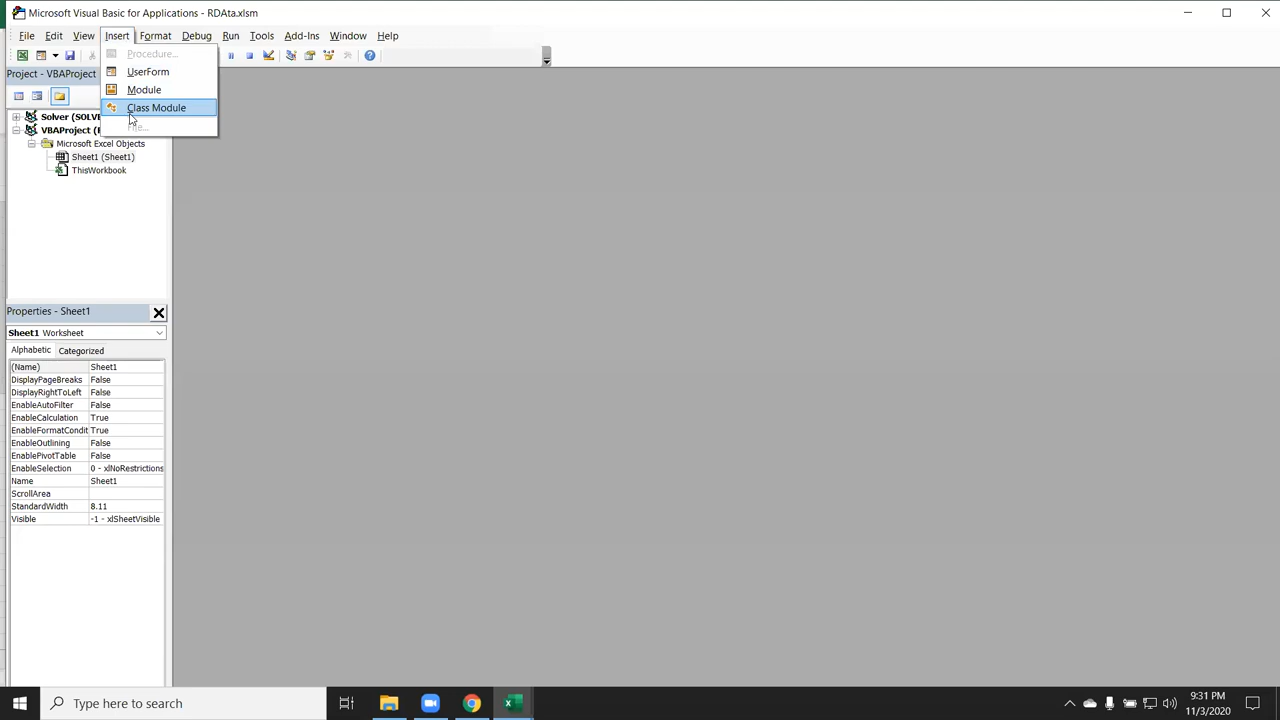 Microsoft Visual Basic for Applications - RDAta.xlsm
File Edit View Insert Format Debug Run Tools Add-Ins Window Help
Procedure...
UserForm
Module
Class Module
File...
Project - VBAProject
Solver (SOLV
VBAProject (
Microsoft Excel Objects
Sheet1 (Sheet1)
ThisWorkbook
Properties - Sheet1
Sheet1 Worksheet
Alphabetic Categorized
(Name) Sheet1
DisplayPageBreaks False
DisplayRightToLeft False
EnableAutoFilter False
EnableCalculation True
EnableFormatCondit True
EnableOutlining False
EnablePivotTable False
EnableSelection 0 - xlNoRestrictions
Name Sheet1
ScrollArea
StandardWidth 8.11
Visible -1 - xlSheetVisible
Type here to search
9:31 PM
11/3/2020